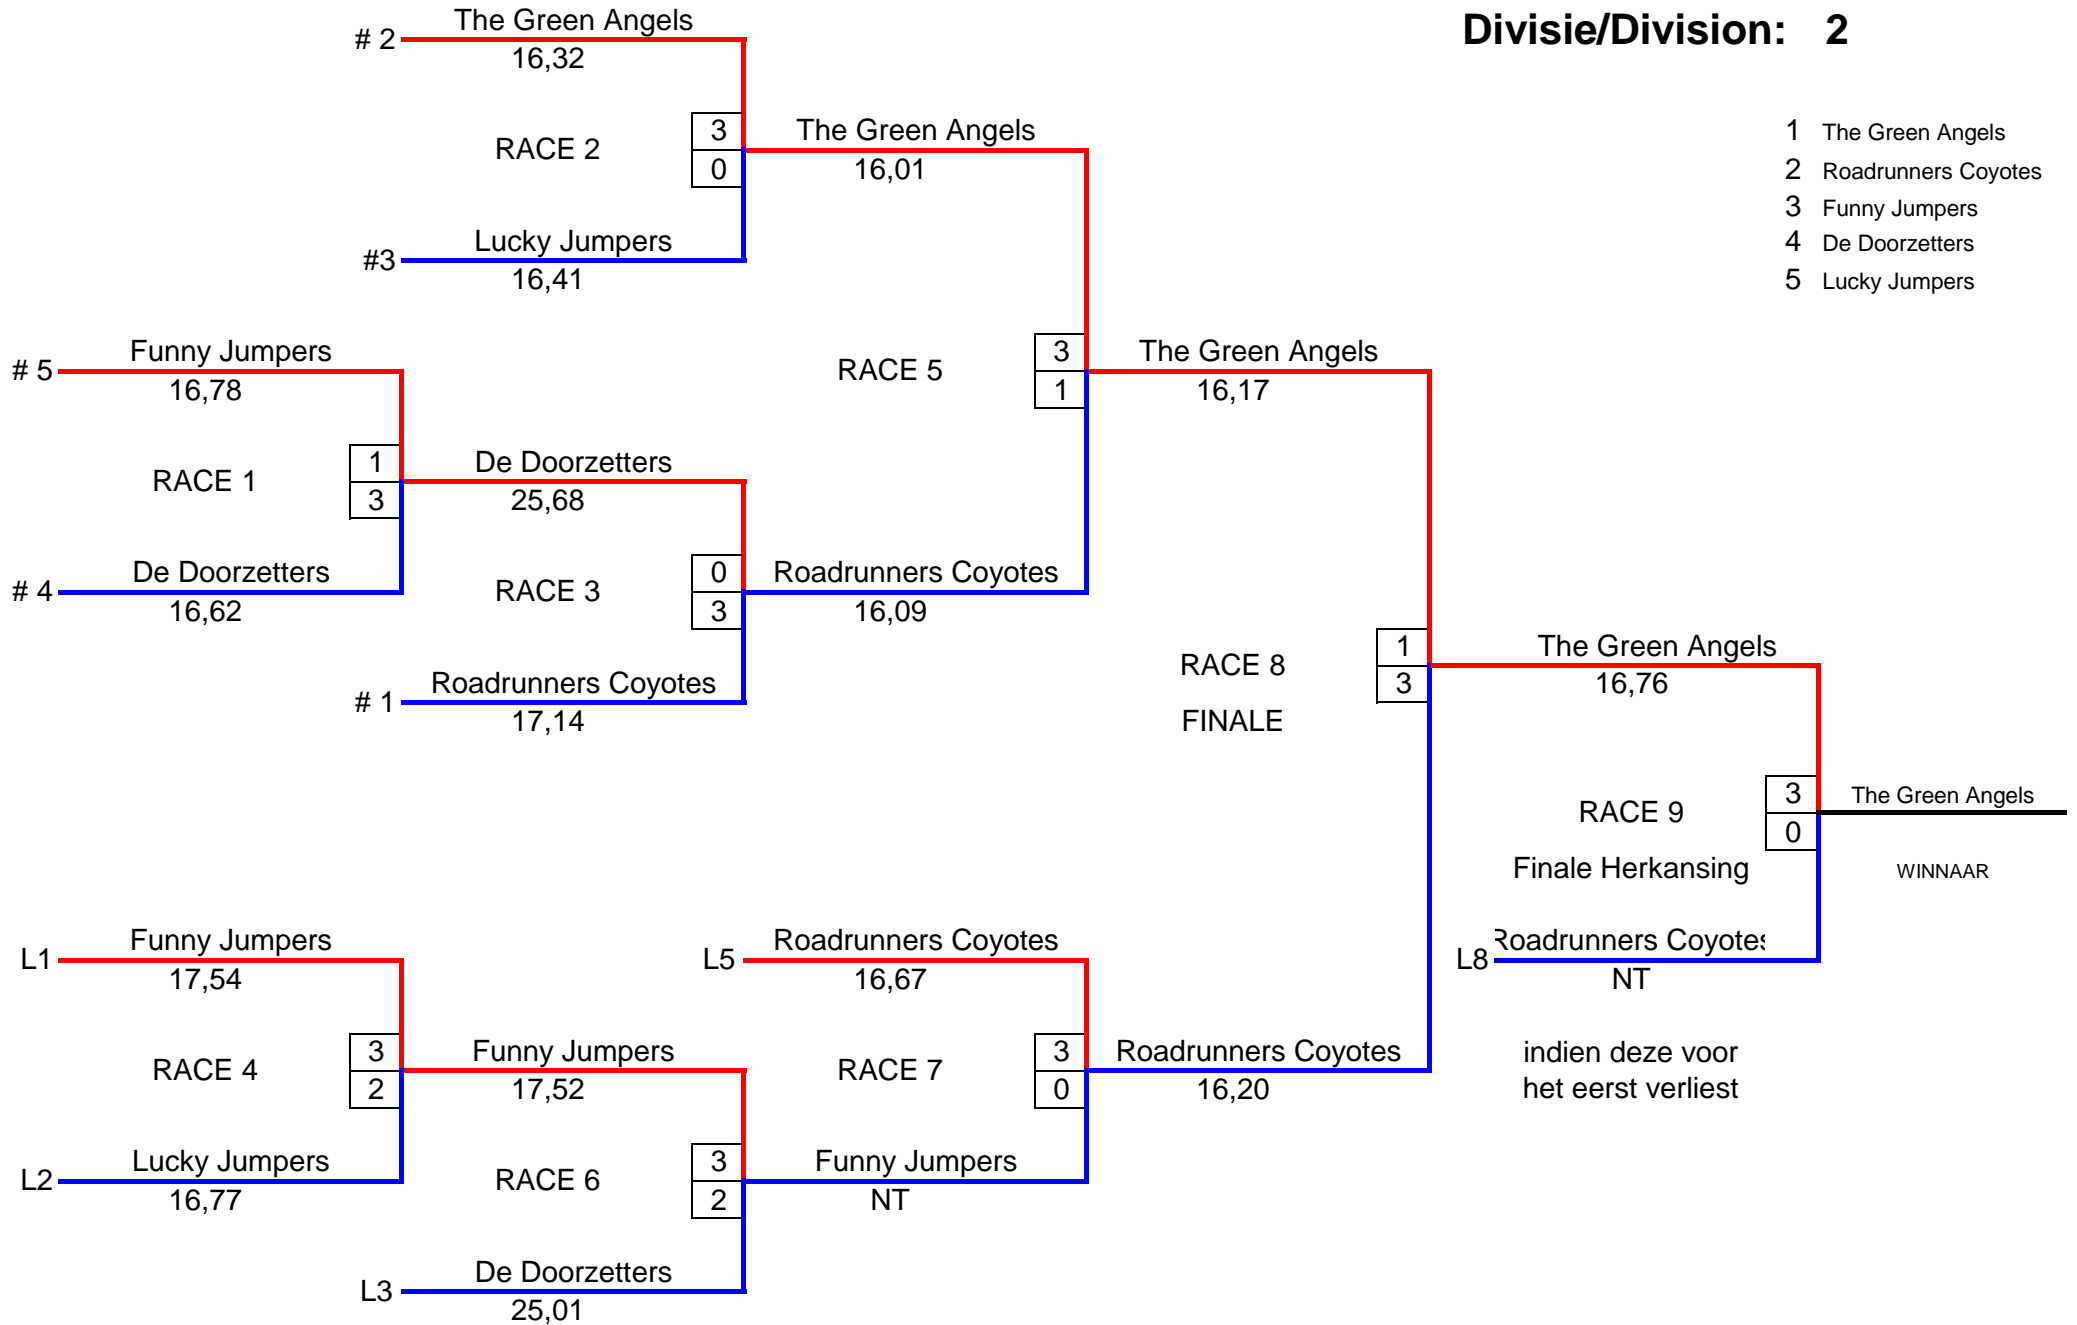 Divisie/Division: 2
1 The Green Angels
2 Roadrunners Coyotes
3 Funny Jumpers
4 De Doorzetters
5 Lucky Jumpers
# 2
The Green Angels
16,32
RACE 2
3
0
#3
Lucky Jumpers
16,41
The Green Angels
16,01
# 5
Funny Jumpers
16,78
RACE 1
1
3
# 4
De Doorzetters
16,62
De Doorzetters
25,68
RACE 3
0
3
# 1
Roadrunners Coyotes
17,14
RACE 5
3
1
Roadrunners Coyotes
16,09
The Green Angels
16,17
RACE 8
FINALE
1
3
The Green Angels
16,76
RACE 9
Finale Herkansing
3
0
The Green Angels
WINNAAR
L8
Roadrunners Coyotes
NT
indien deze voor
het eerst verliest
L1
Funny Jumpers
17,54
RACE 4
3
2
L2
Lucky Jumpers
16,77
Funny Jumpers
17,52
RACE 6
3
2
L3
De Doorzetters
25,01
L5
Roadrunners Coyotes
16,67
RACE 7
3
0
Funny Jumpers
NT
Roadrunners Coyotes
16,20